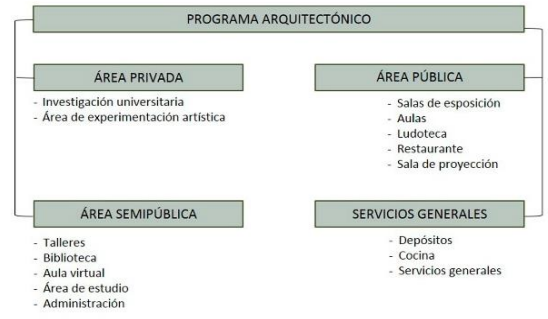 PROGRAMA ARQUITECTÓNICO
ÁREA PRIVADA
- Investigación universitaria
- Área de experimentación artística
ÁREA PÚBLICA
- Salas de esposición
- Aulas
- Ludoteca
- Restaurante
- Sala de proyección
ÁREA SEMIPÚBLICA
- Talleres
- Biblioteca
- Aula virtual
- Área de estudio
- Administración
SERVICIOS GENERALES
- Depósitos
- Cocina
- Servicios generales